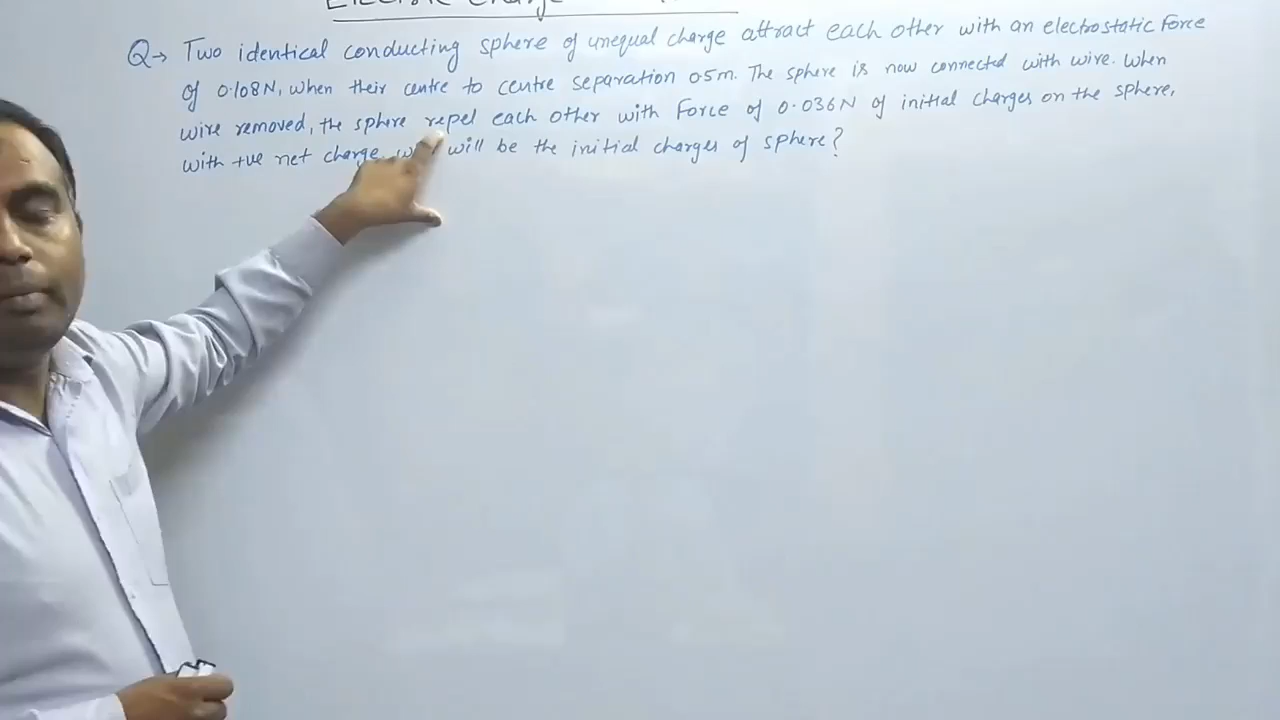 Electric Charge
Q→ Two identical conducting sphere of unequal charge attract each other with an electrostatic force
of 0.108N, when their centre to centre separation 0.5m. The sphere is now connected with wire. When
wire removed, the sphere repel each other with Force of 0.036N of initial charges on the sphere,
with +ve net charge, will be the initial charges of sphere?